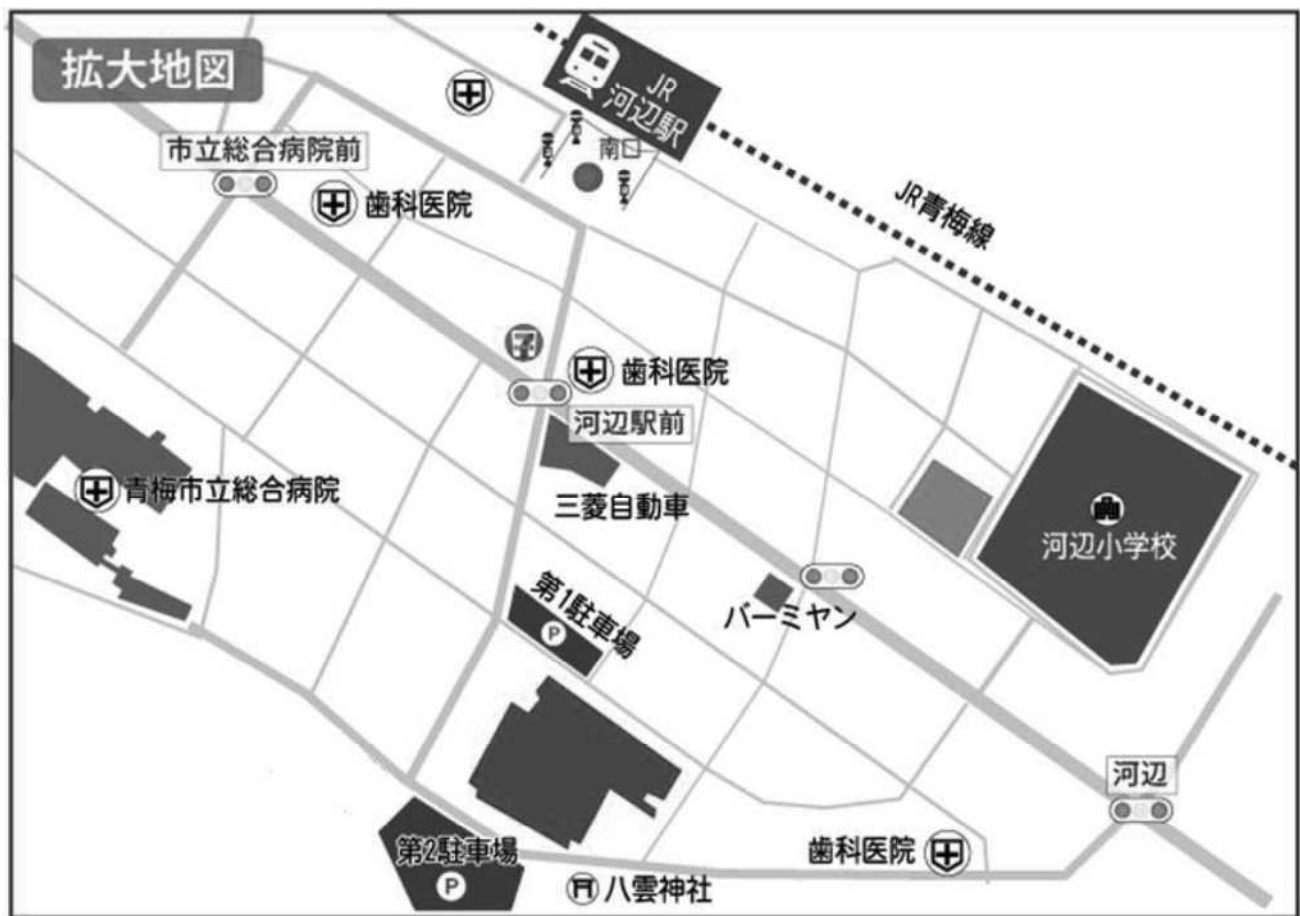 拡大地図
JR
河辺駅
南口
市立総合病院前
歯科医院
JR青梅線
7
歯科医院
河辺駅前
青梅市立総合病院
三菱自動車
河辺小学校
第1駐車場
P
バーミヤン
河辺
第2駐車場
P
歯科医院
八雲神社